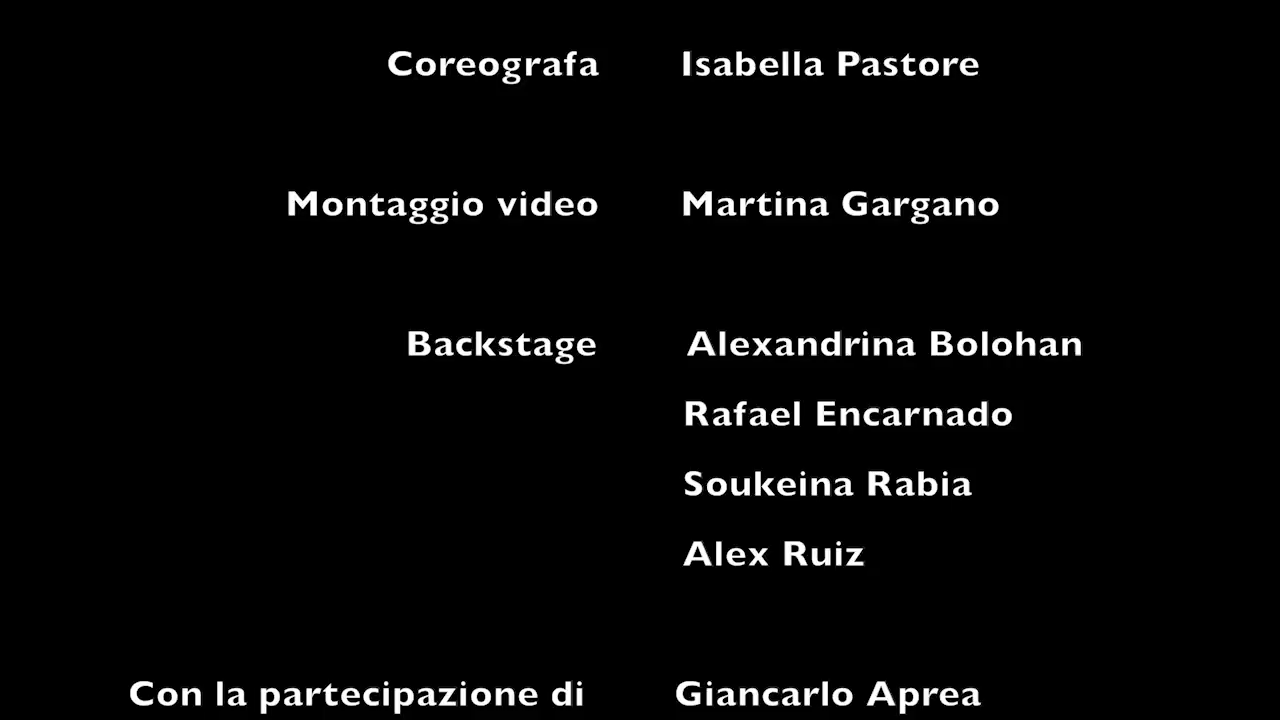 Coreografa Isabella Pastore
Montaggio video Martina Gargano
Backstage Alexandrina Bolohan
Rafael Encarnado
Soukeina Rabia
Alex Ruiz
Con la partecipazione di Giancarlo Aprea